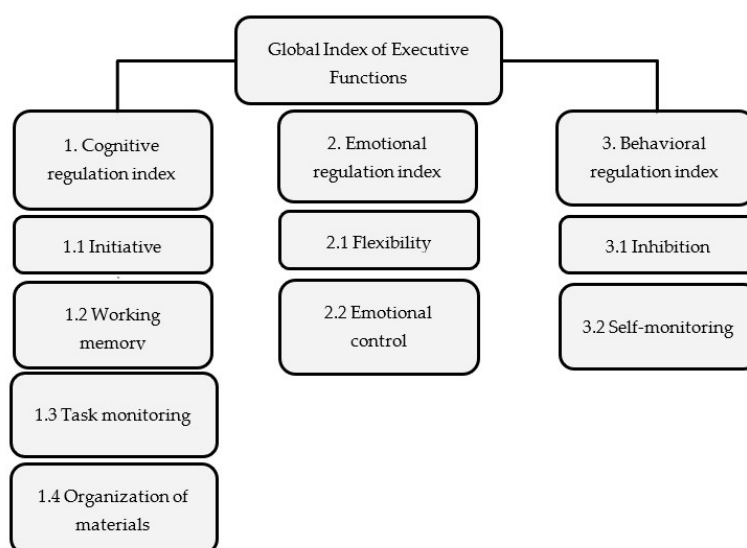 Global Index of Executive
Functions
1. Cognitive
regulation index
2. Emotional
regulation index
3. Behavioral
regulation index
1.1 Initiative
2.1 Flexibility
3.1 Inhibition
1.2 Working
memory
2.2 Emotional
control
3.2 Self-monitoring
1.3 Task monitoring
1.4 Organization of
materials